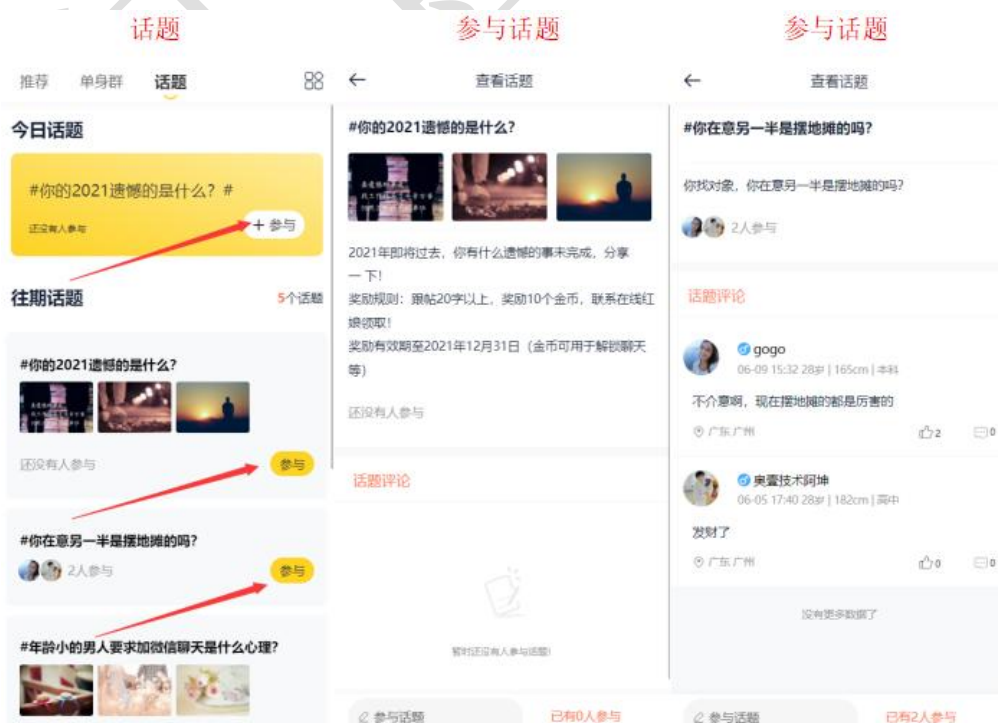 话题
推荐 单身群 话题
今日话题
#你的2021遗憾的是什么？#
还没有人参与
+ 参与
往期话题
5个话题
#你的2021遗憾的是什么？
还没有人参与
参与
#你在意另一半是摆地摊的吗？
2人参与
参与
#年龄小的男人要求加微信聊天是什么心理？
参与话题
查看话题
#你的2021遗憾的是什么？
2021年即将过去，你有什么遗憾的事未完成，分享
一下！
奖励规则：跟帖20字以上，奖励10个金币，联系在线红
娘领取！
奖励有效期至2021年12月31日（金币可用于解锁聊天
等）
还没有人参与
话题评论
暂时还没有人参与话题!
参与话题
已有0人参与
参与话题
查看话题
#你在意另一半是摆地摊的吗？
你找对象，你在意另一半是摆地摊的吗？
2人参与
话题评论
gogo
06-09 15:32 28岁 | 165cm | 本科
不介意啊，现在摆地摊的都是厉害的
广东 广州
2
0
奥壹技术阿坤
06-05 17:40 28岁 | 182cm | 高中
发财了
广东 广州
0
0
没有更多数据了
参与话题
已有2人参与